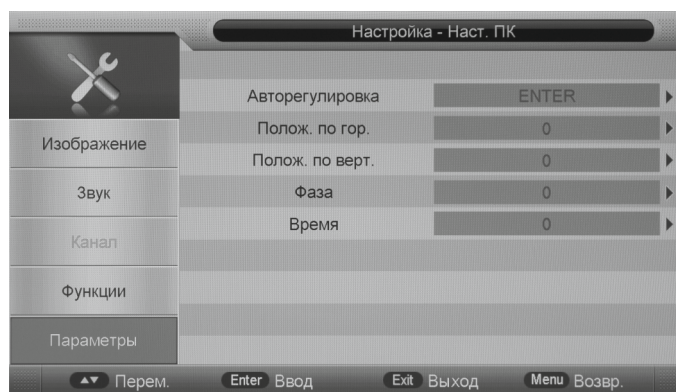 Настройка - Наст. ПК
Авторегулировка ENTER
Полож. по гор. 0
Полож. по верт. 0
Фаза 0
Время 0
Изображение
Звук
Канал
Функции
Параметры
Перем. Enter Ввод Exit Выход Menu Возвр.